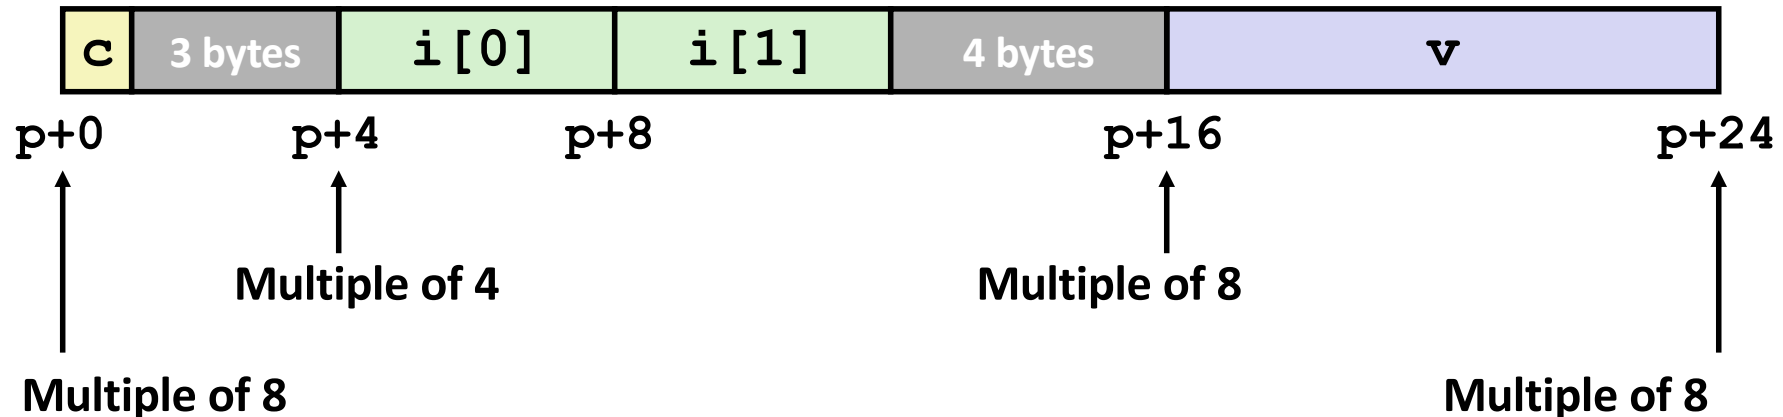 c 3 bytes i[0] i[1] 4 bytes v
p+0 p+4 p+8 p+16 p+24
Multiple of 4 Multiple of 8
Multiple of 8 Multiple of 8